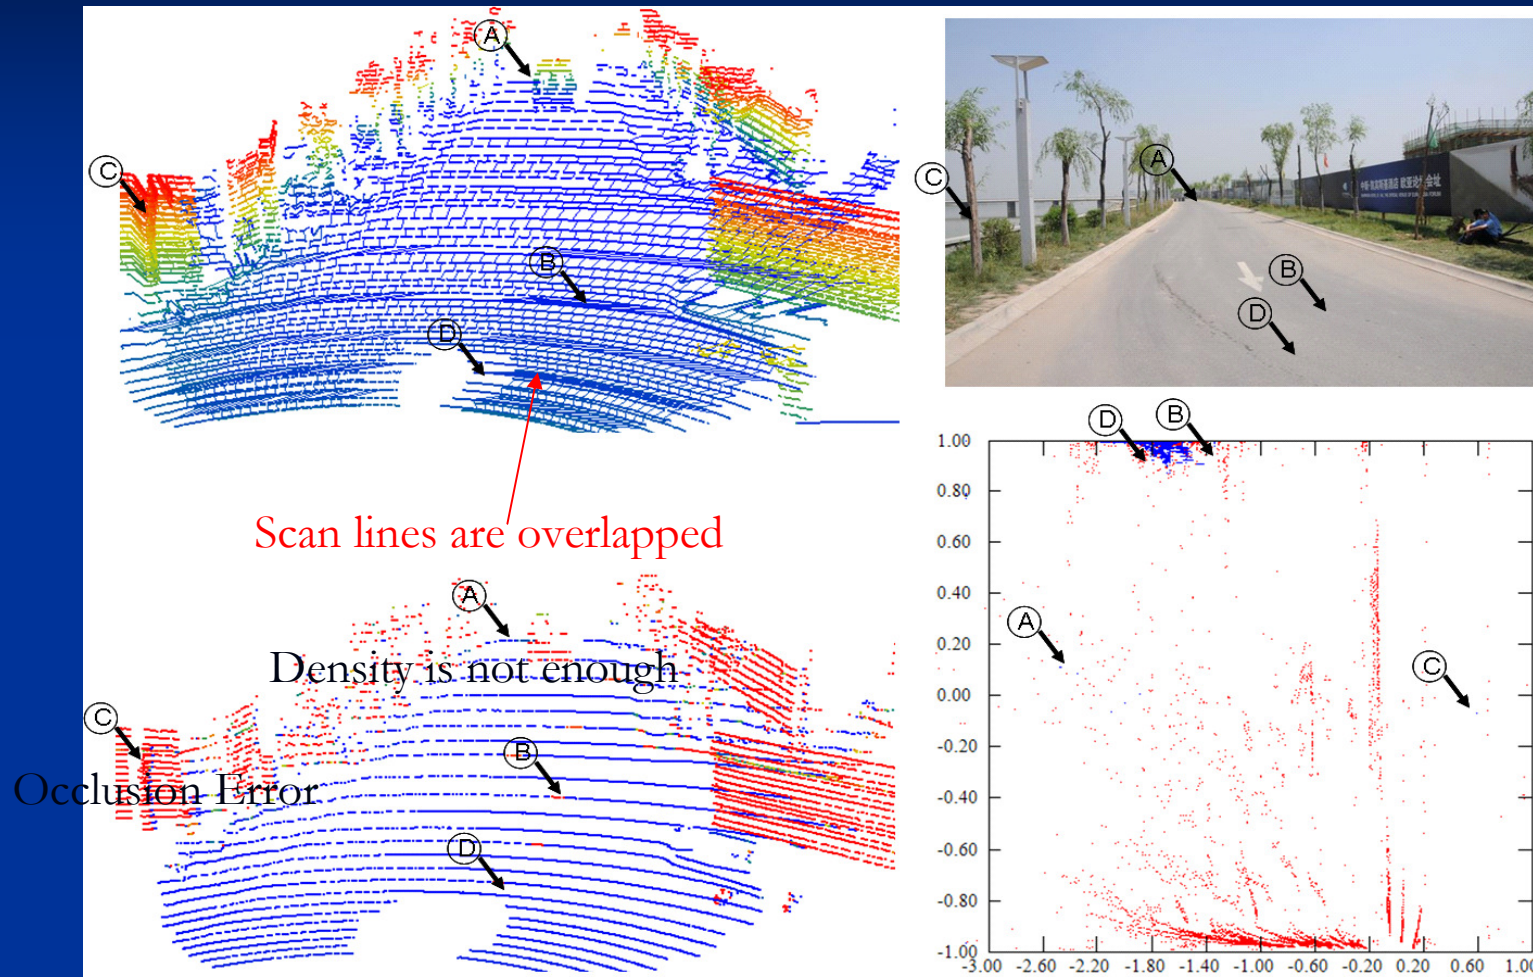 A
C
B
D
Scan lines are overlapped
A
Density is not enough
C
B
Occlusion Error
D
A
C
B
D
D
B
1.00
0.80
0.60
0.40
A
0.20
C
0.00
-0.20
-0.40
-0.60
-0.80
-1.00
-3.00 -2.60 -2.20 -1.80 -1.40 -1.00 -0.60 -0.20 0.20 0.60 1.00